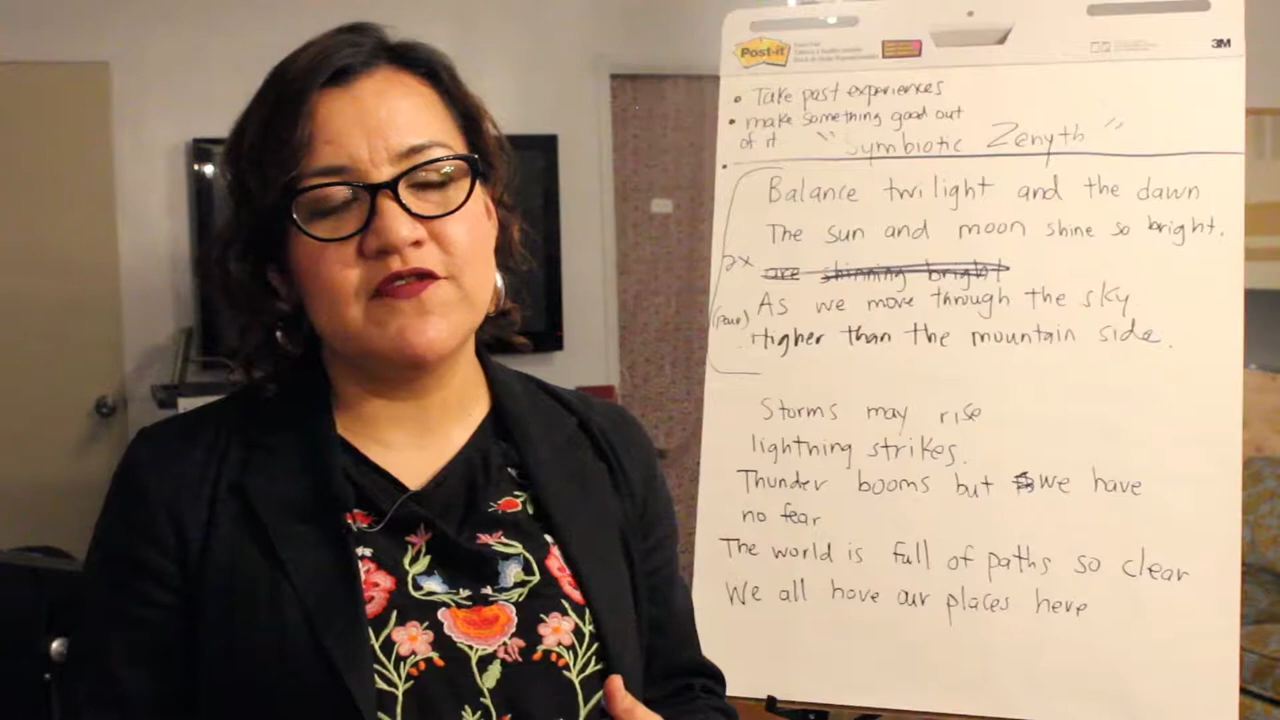 Post-it
3M
• Take past experiences
• make something good out
of it
"Symbiotic Zenyth"
Balance twilight and the dawn
The sun and moon shine so bright.
2x
are shinning bright
As we move through the sky
Higher than the mountain side.
Storms may rise
lightning strikes.
Thunder booms but we have
no fear
The world is full of paths so clear
We all have our places here